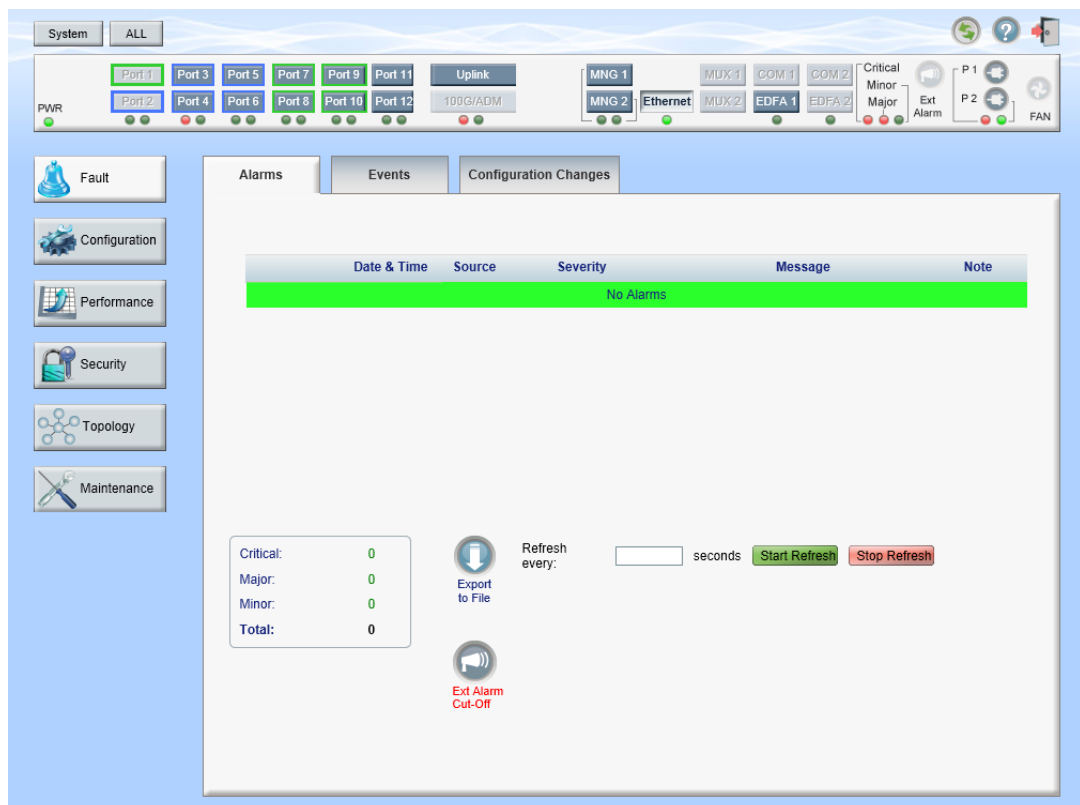 System ALL
Port 1 Port 3 Port 5 Port 7 Port 9 Port 11 Uplink MNG 1 MUX 1 COM 1 COM 2 Critical P 1
Minor
PWR Port 2 Port 4 Port 6 Port 8 Port 10 Port 12 100G/ADM MNG 2 Ethernet MUX 2 EDFA 1 EDFA 2 Major Ext Alarm P 2 FAN
Fault
Configuration
Performance
Security
Topology
Maintenance
Alarms Events Configuration Changes
Date & Time Source Severity Message Note
No Alarms
Critical: 0
Major: 0
Minor: 0
Total: 0
Export
to File
Ext Alarm
Cut-Off
Refresh
every: seconds Start Refresh Stop Refresh